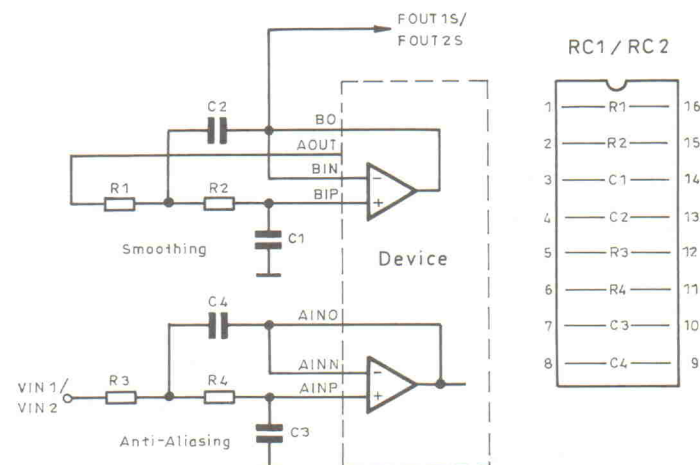 FOUT1S/
FOUT2S
RC1 / RC2
C2
BO
AOUT
BIN
R1
R2
BIP
-
+
C1
Smoothing
Device
C4
AINO
AINN
VIN1/
VIN2
R3
R4
AINP
-
+
C3
Anti-Aliasing
1 R1 16
2 R2 15
3 C1 14
4 C2 13
5 R3 12
6 R4 11
7 C3 10
8 C4 9